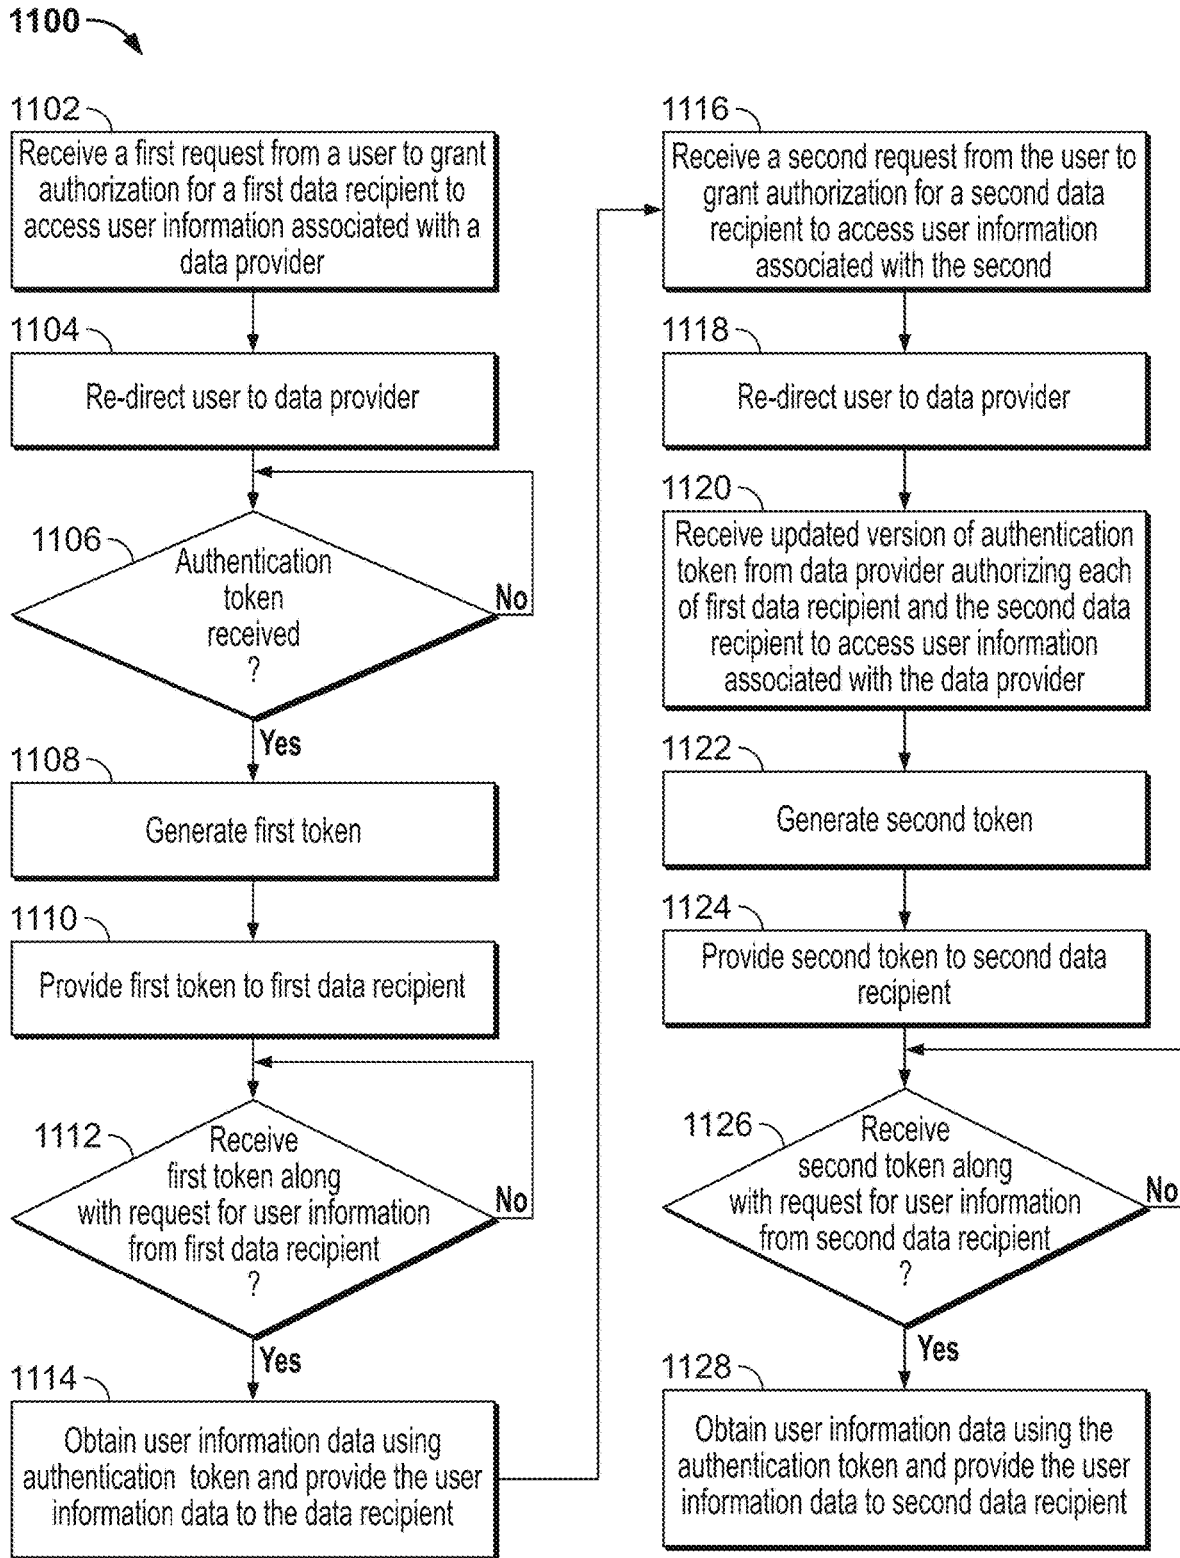 1100
1102
Receive a first request from a user to grant
authorization for a first data recipient to
access user information associated with a
data provider
1104
Re-direct user to data provider
1106
Authentication
token
received
?
No
Yes
1108
Generate first token
1110
Provide first token to first data recipient
1112
Receive
first token along
with request for user information
from first data recipient
?
No
Yes
1114
Obtain user information data using
authentication token and provide the user
information data to the data recipient
1116
Receive a second request from the user to
grant authorization for a second data
recipient to access user information
associated with the second
1118
Re-direct user to data provider
1120
Receive updated version of authentication
token from data provider authorizing each
of first data recipient and the second data
recipient to access user information
associated with the data provider
1122
Generate second token
1124
Provide second token to second data
recipient
1126
Receive
second token along
with request for user information
from second data recipient
?
No
Yes
1128
Obtain user information data using the
authentication token and provide the user
information data to second data recipient